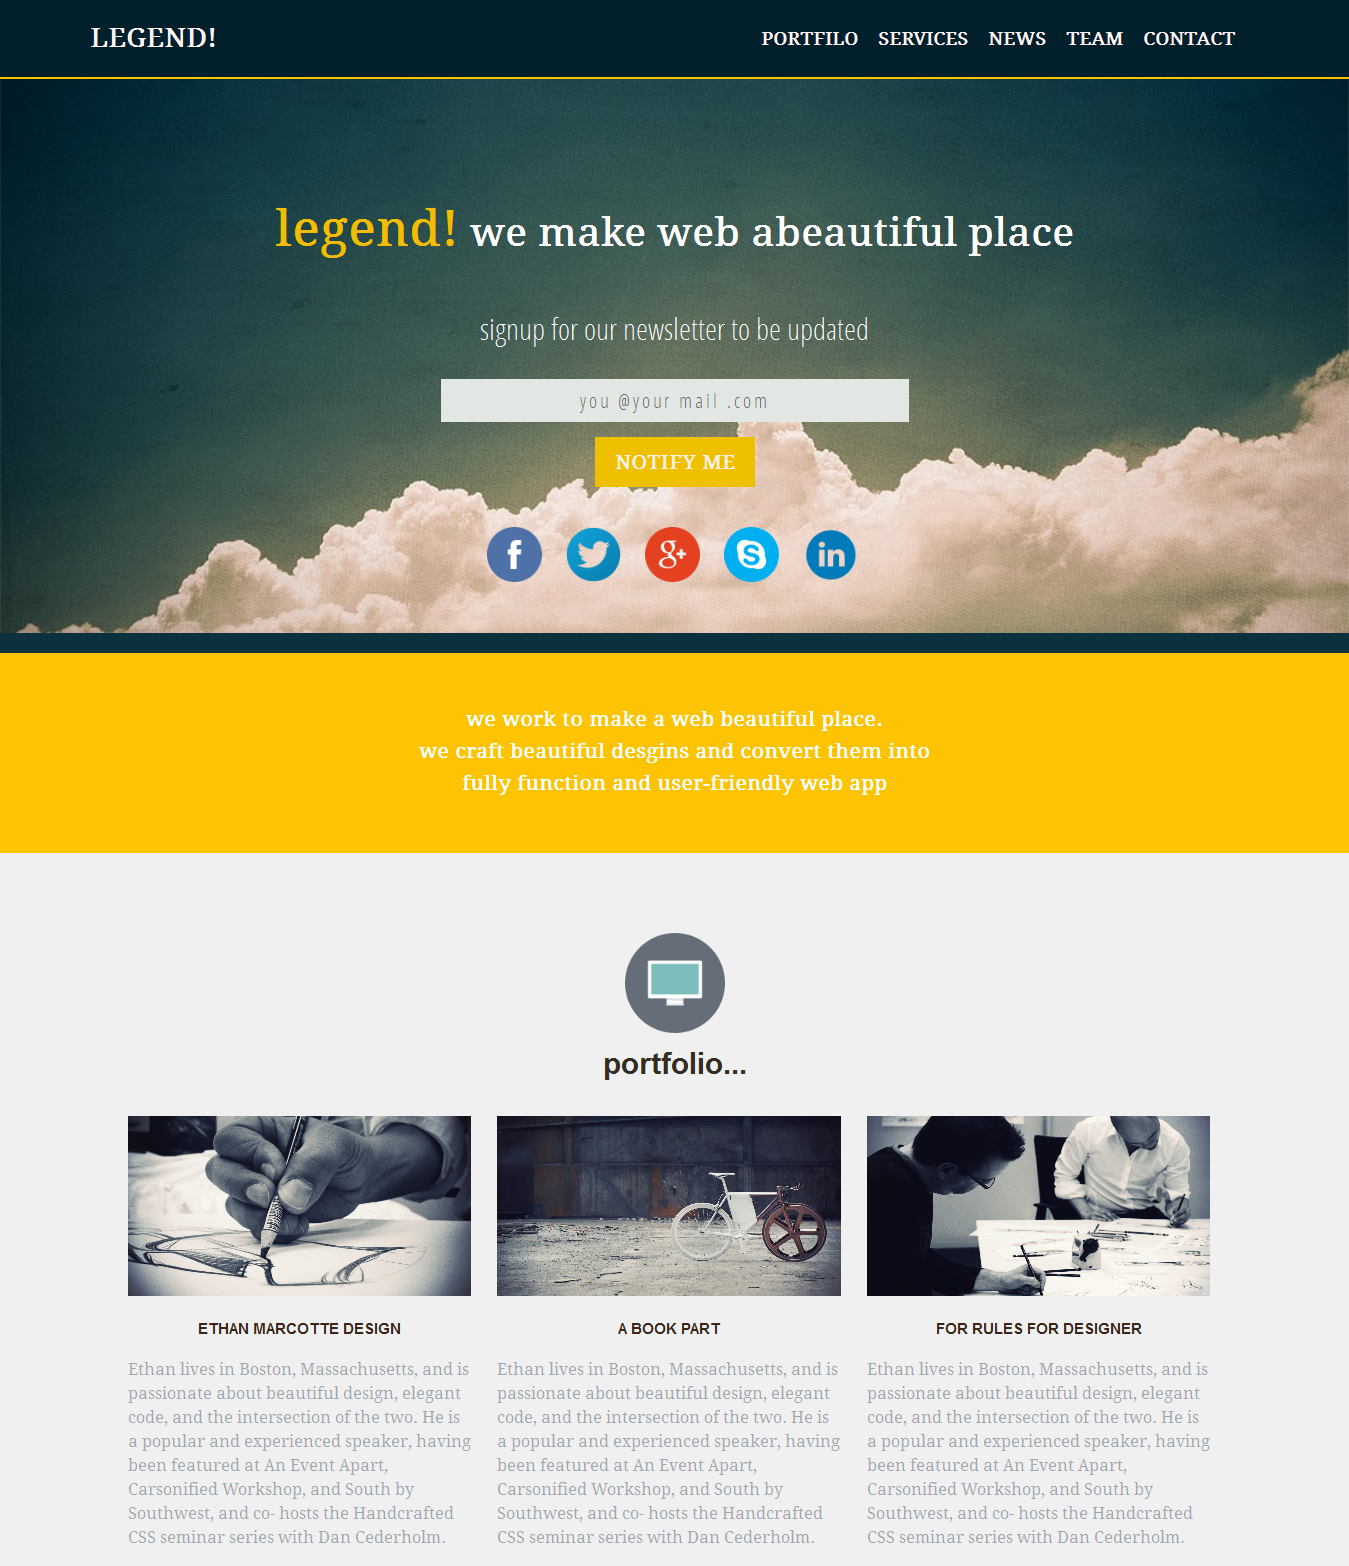 LEGEND!
PORTFILO SERVICES NEWS TEAM CONTACT
legend! we make web abeautiful place
signup for our newsletter to be updated
you @your mail .com
NOTIFY ME
f
g+
S
in
we work to make a web beautiful place.
we craft beautiful desgins and convert them into
fully function and user-friendly web app
portfolio...
ETHAN MARCOTTE DESIGN
Ethan lives in Boston, Massachusetts, and is
passionate about beautiful design, elegant
code, and the intersection of the two. He is
a popular and experienced speaker, having
been featured at An Event Apart,
Carsonified Workshop, and South by
Southwest, and co- hosts the Handcrafted
CSS seminar series with Dan Cederholm.
A BOOK PART
Ethan lives in Boston, Massachusetts, and is
passionate about beautiful design, elegant
code, and the intersection of the two. He is
a popular and experienced speaker, having
been featured at An Event Apart,
Carsonified Workshop, and South by
Southwest, and co- hosts the Handcrafted
CSS seminar series with Dan Cederholm.
FOR RULES FOR DESIGNER
Ethan lives in Boston, Massachusetts, and is
passionate about beautiful design, elegant
code, and the intersection of the two. He is
a popular and experienced speaker, having
been featured at An Event Apart,
Carsonified Workshop, and South by
Southwest, and co- hosts the Handcrafted
CSS seminar series with Dan Cederholm.